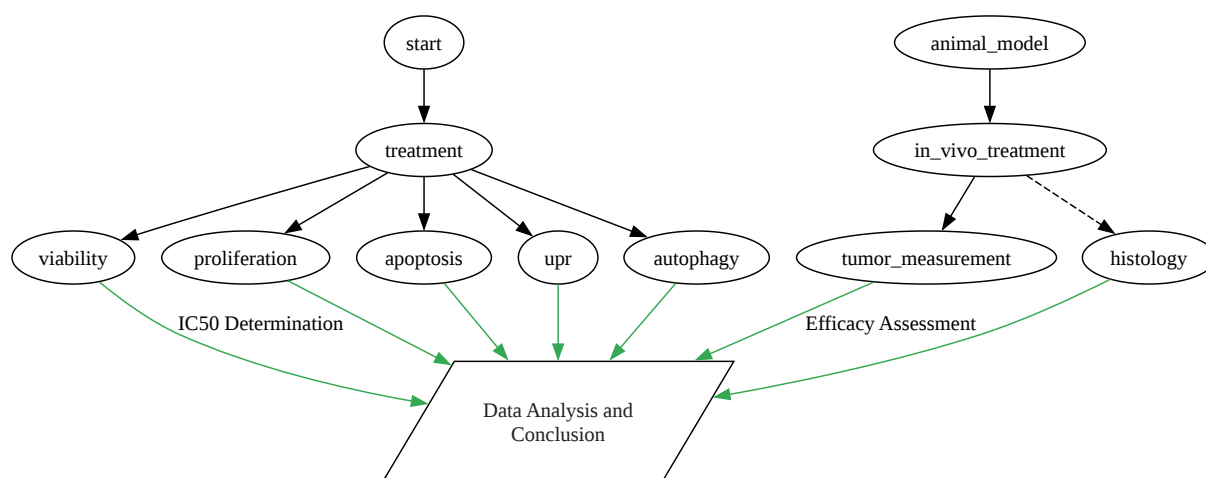 start
animal_model
treatment
in_vivo_treatment
viability
proliferation
apoptosis
upr
autophagy
tumor_measurement
histology
IC50 Determination
Efficacy Assessment
Data Analysis and
Conclusion